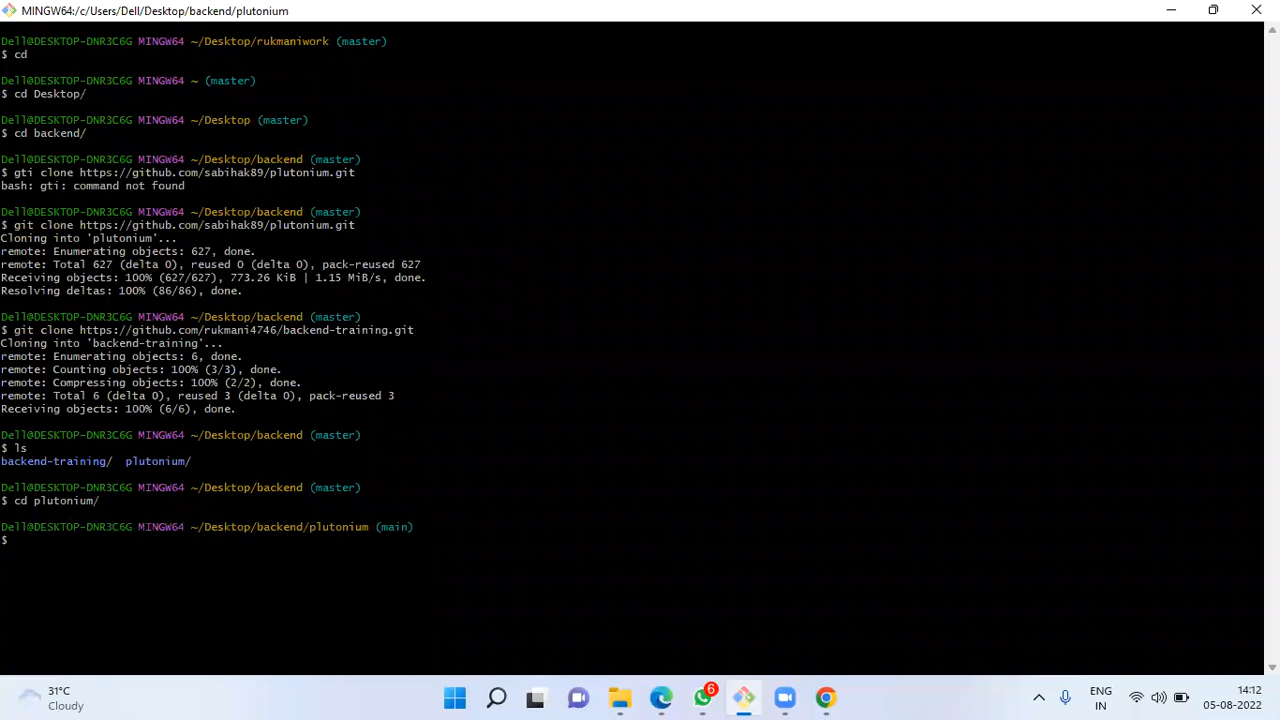 MINGW64:/c/Users/Dell/Desktop/backend/plutonium
Dell@DESKTOP-DNR3C6G MINGW64 ~/Desktop/rukmaniwork (master)
$ cd
Dell@DESKTOP-DNR3C6G MINGW64 ~ (master)
$ cd Desktop/
Dell@DESKTOP-DNR3C6G MINGW64 ~/Desktop (master)
$ cd backend/
Dell@DESKTOP-DNR3C6G MINGW64 ~/Desktop/backend (master)
$ gti clone https://github.com/sabihak89/plutonium.git
bash: gti: command not found
Dell@DESKTOP-DNR3C6G MINGW64 ~/Desktop/backend (master)
$ git clone https://github.com/sabihak89/plutonium.git
Cloning into 'plutonium'...
remote: Enumerating objects: 627, done.
remote: Total 627 (delta 0), reused 0 (delta 0), pack-reused 627
Receiving objects: 100% (627/627), 773.26 KiB | 1.15 MiB/s, done.
Resolving deltas: 100% (86/86), done.
Dell@DESKTOP-DNR3C6G MINGW64 ~/Desktop/backend (master)
$ git clone https://github.com/rukmani4746/backend-training.git
Cloning into 'backend-training'...
remote: Enumerating objects: 6, done.
remote: Counting objects: 100% (3/3), done.
remote: Compressing objects: 100% (2/2), done.
remote: Total 6 (delta 0), reused 3 (delta 0), pack-reused 3
Receiving objects: 100% (6/6), done.
Dell@DESKTOP-DNR3C6G MINGW64 ~/Desktop/backend (master)
$ ls
backend-training/  plutonium/
Dell@DESKTOP-DNR3C6G MINGW64 ~/Desktop/backend (master)
$ cd plutonium/
Dell@DESKTOP-DNR3C6G MINGW64 ~/Desktop/backend/plutonium (main)
$
31°C
Cloudy
6
ENG
IN
14:12
05-08-2022